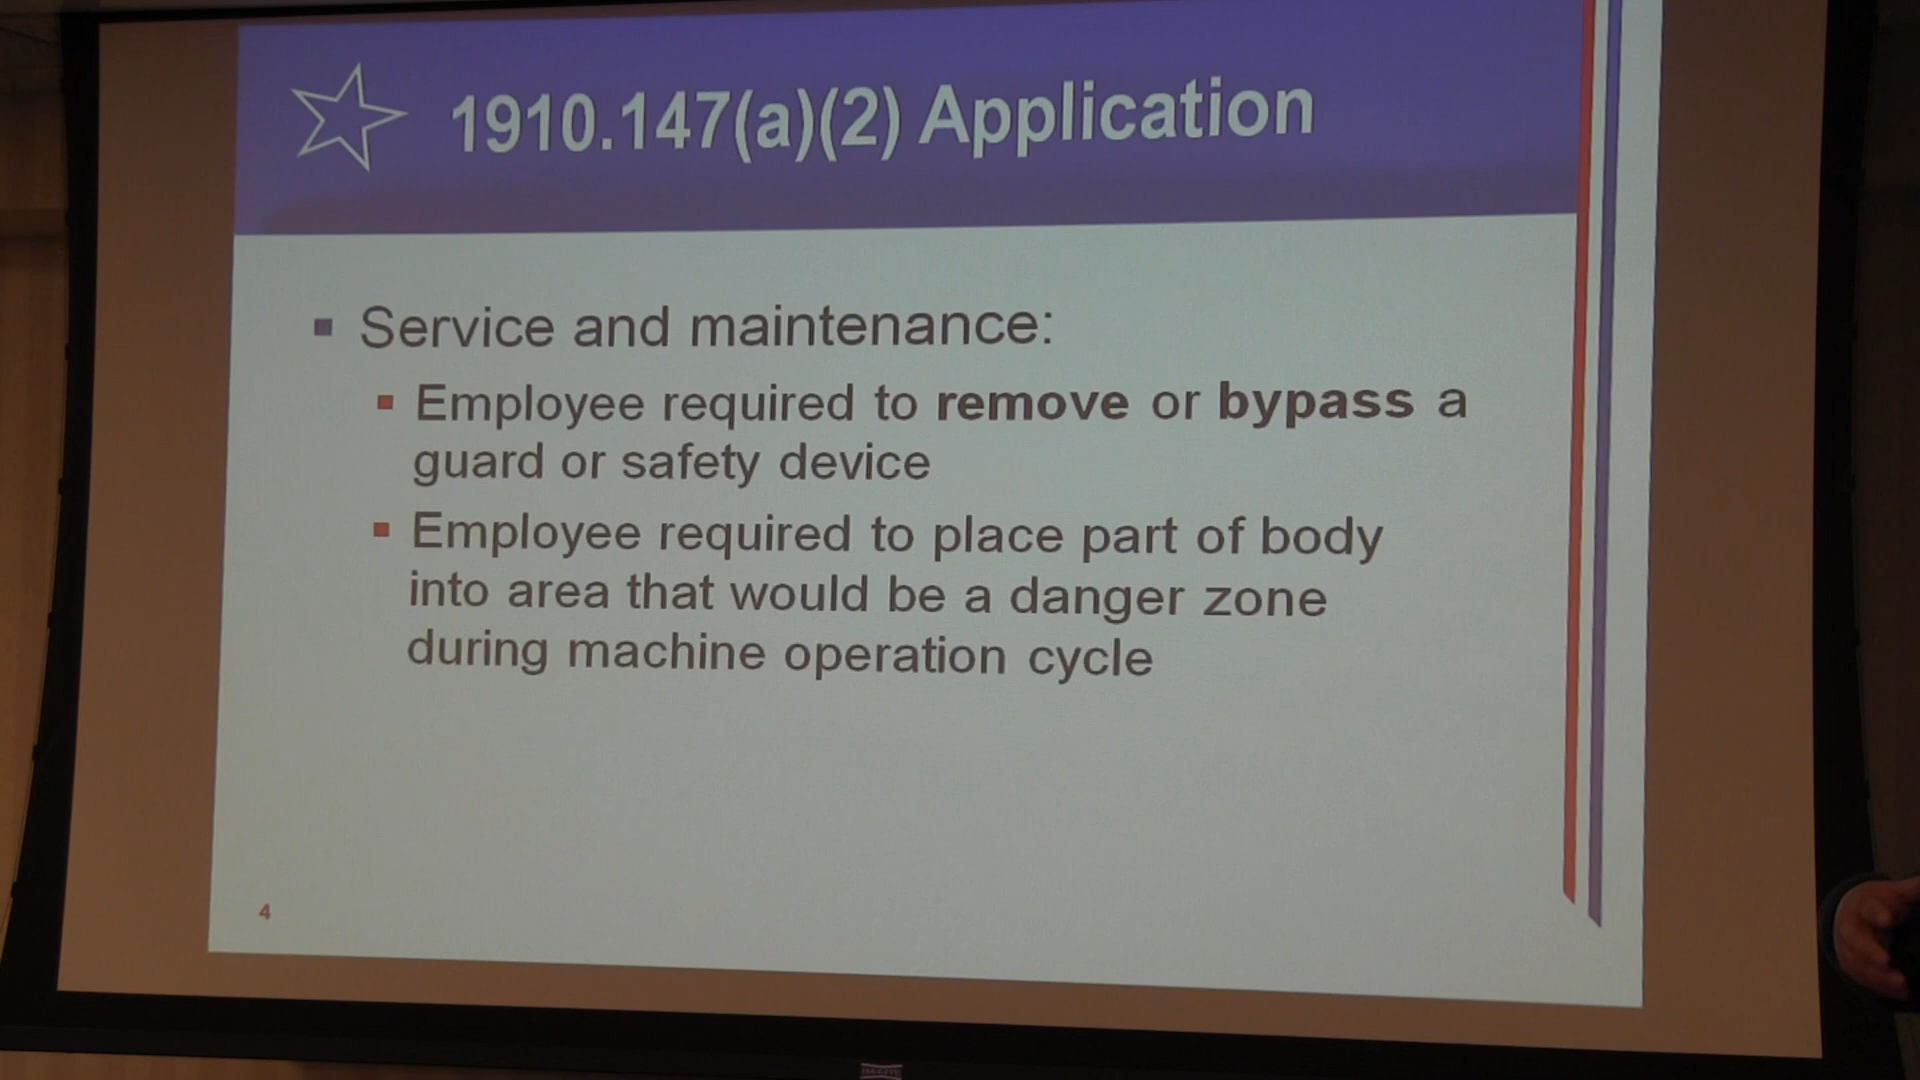 1910.147(a)(2) Application
Service and maintenance:
Employee required to remove or bypass a
guard or safety device
Employee required to place part of body
into area that would be a danger zone
during machine operation cycle
4